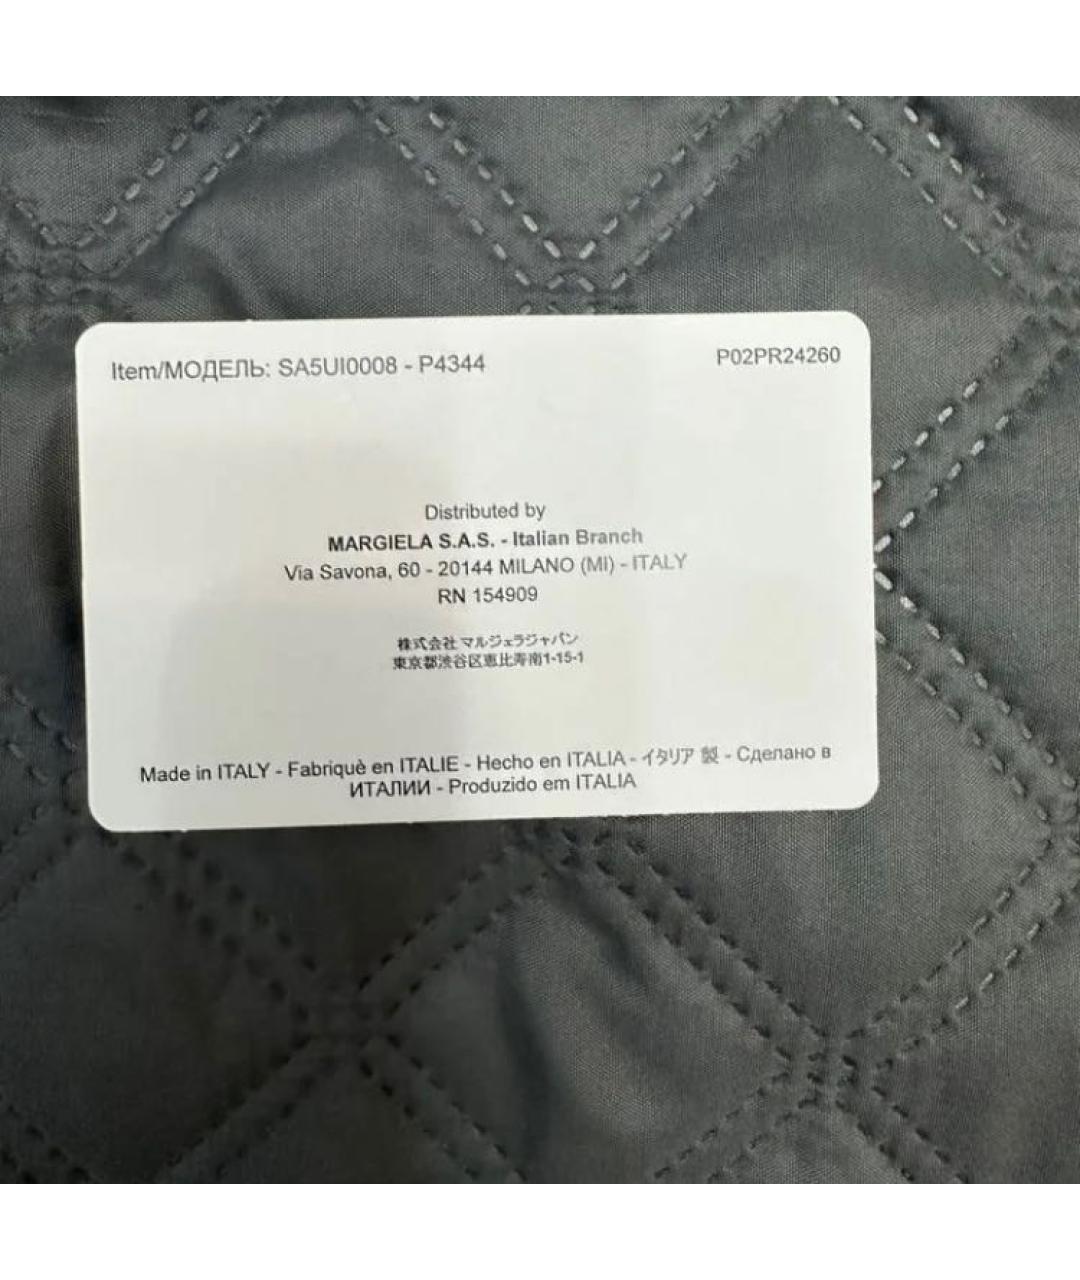 Item/МОДЕЛЬ: SA5UI0008 - P4344
P02PR24260
Distributed by
MARGIELA S.A.S. - Italian Branch
Via Savona, 60 - 20144 MILANO (MI) - ITALY
RN 154909
株式会社 マルジェラジャパン
東京都渋谷区恵比寿南1-15-1
Made in ITALY - Fabriquè en ITALIE - Hecho en ITALIA - イタリア 製 - Сделано в
ИТАЛИИ - Produzido em ITALIA